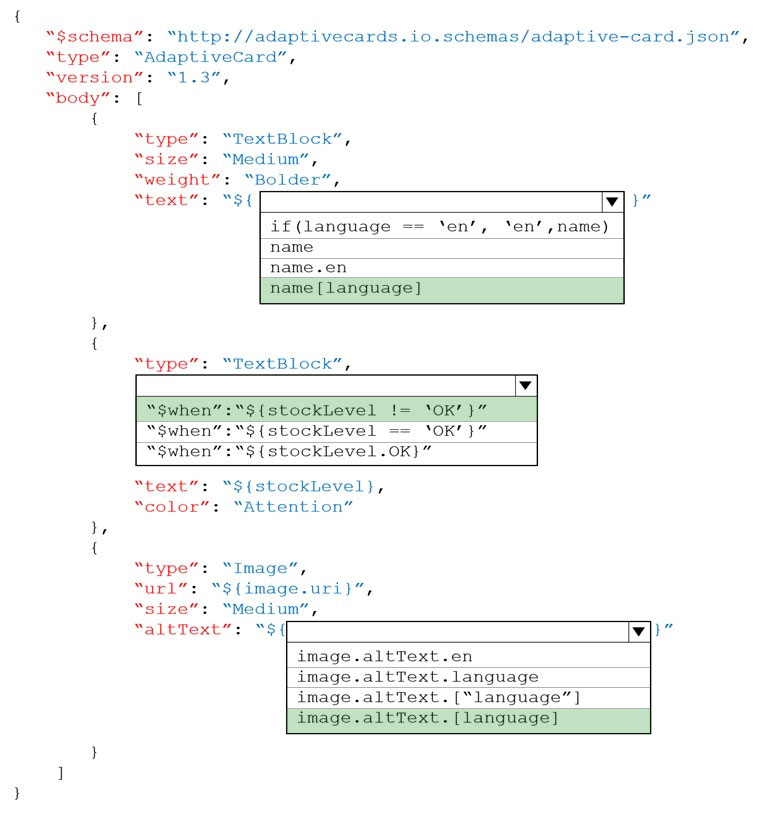 {
“$schema”: “http://adaptivecards.io.schemas/adaptive-card.json”,
“type”: “AdaptiveCard”,
“version”: “1.3”,
“body”: [
{
“type”: “TextBlock”,
“size”: “Medium”,
“weight”: “Bolder”,
“text”: “${ }”
if(language == ‘en’, ‘en’,name)
name
name.en
name[language]
},
{
“type”: “TextBlock”,
“$when”:“${stockLevel != ‘OK’}”
“$when”:“${stockLevel == ‘OK’}”
“$when”:“${stockLevel.OK}”
“text”: “${stockLevel},
“color”: “Attention”
},
{
“type”: “Image”,
“url”: “${image.uri}”,
“size”: “Medium”,
“altText”: “${ }”
image.altText.en
image.altText.language
image.altText.[“language”]
image.altText.[language]
}
]
}